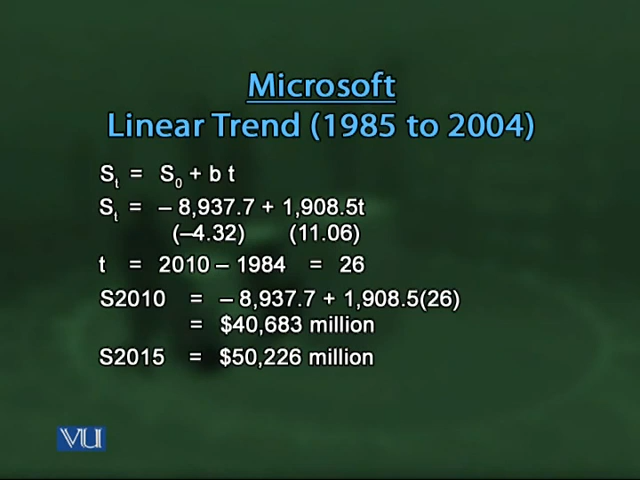 Microsoft
Linear Trend (1985 to 2004)
Sₜ = S₀ + b t
Sₜ = – 8,937.7 + 1,908.5t
(–4.32) (11.06)
t = 2010 – 1984 = 26
S2010 = – 8,937.7 + 1,908.5(26)
= $40,683 million
S2015 = $50,226 million
VU